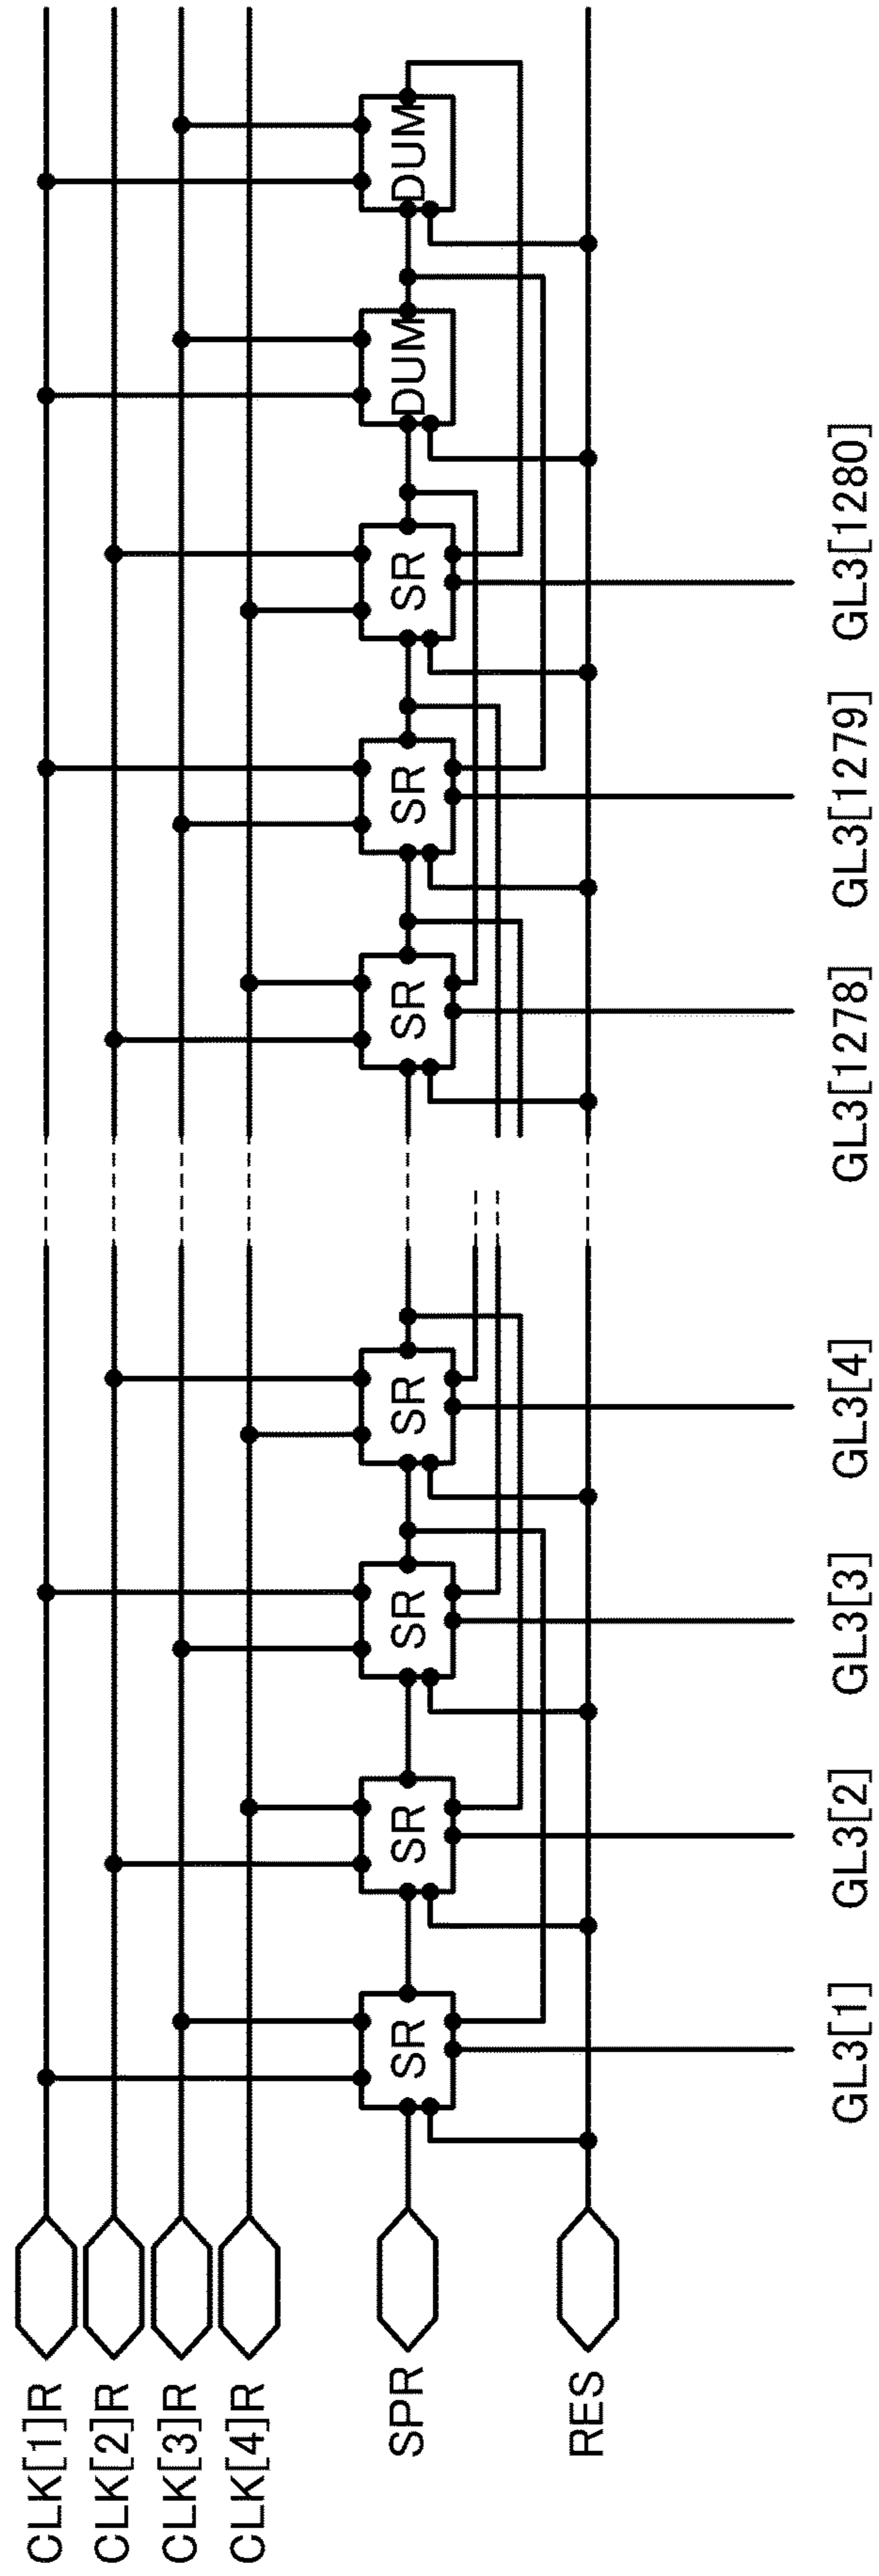 CLK[1]R
CLK[2]R
CLK[3]R
CLK[4]R
SPR
RES
SR
SR
SR
SR
SR
SR
SR
DUM
DUM
GL3[1]
GL3[2]
GL3[3]
GL3[4]
GL3[1278]
GL3[1279]
GL3[1280]